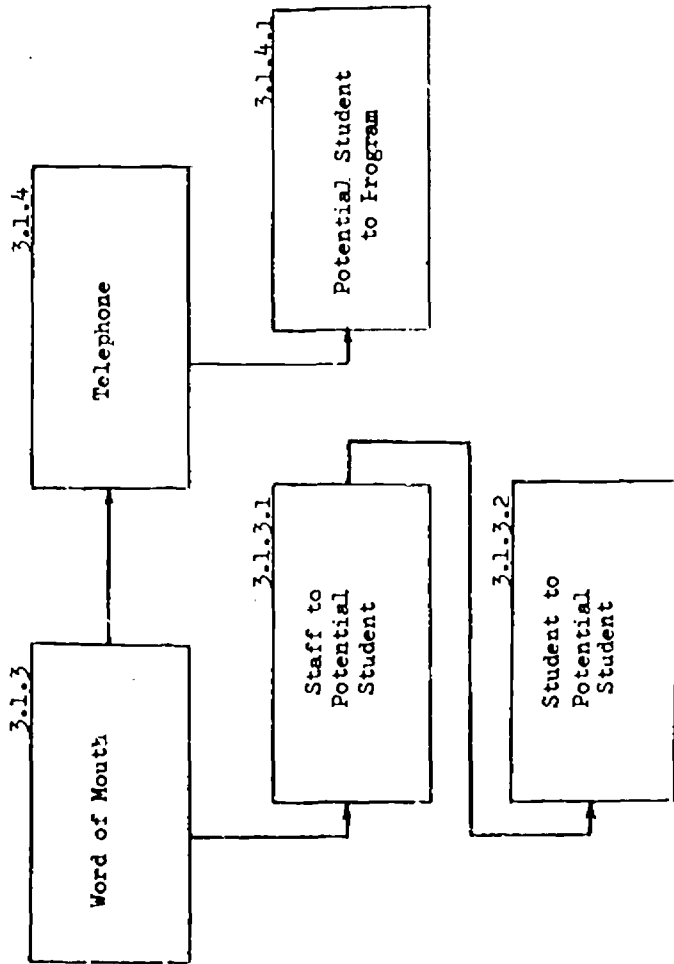 3.1.3
Word of Mouth
3.1.4
Telephone
3.1.3.1
Staff to
Potential
Student
3.1.4.1
Potential Student
to Program
3.1.3.2
Student to
Potential
Student